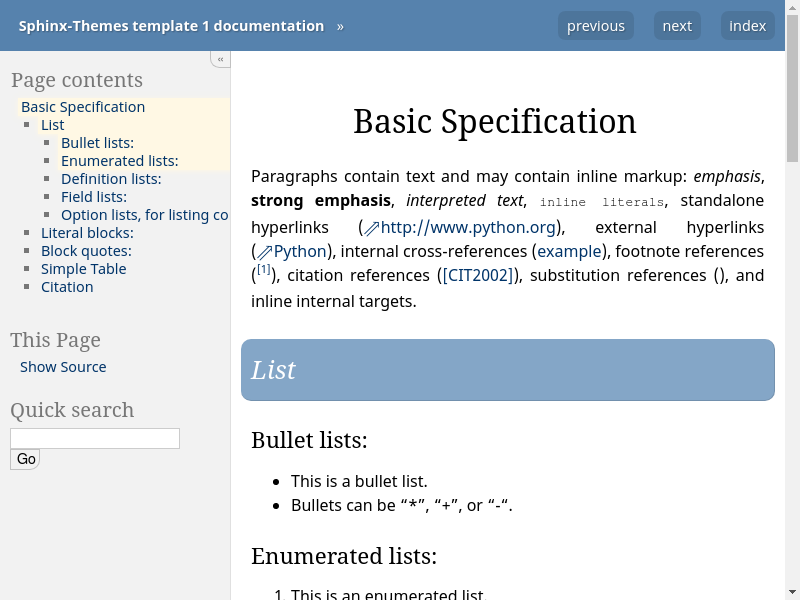 Sphinx-Themes template 1 documentation »
previous
next
index
«
Page contents
Basic Specification
List
Bullet lists:
Enumerated lists:
Definition lists:
Field lists:
Option lists, for listing co
Literal blocks:
Block quotes:
Simple Table
Citation
This Page
Show Source
Quick search
Go
Basic Specification
Paragraphs contain text and may contain inline markup: emphasis,
strong emphasis, interpreted text, inline literals, standalone
hyperlinks (http://www.python.org), external hyperlinks
(Python), internal cross-references (example), footnote references
([1]), citation references ([CIT2002]), substitution references (), and
inline internal targets.
List
Bullet lists:
• This is a bullet list.
• Bullets can be “*”, “+”, or “-“.
Enumerated lists:
1. This is an enumerated list.